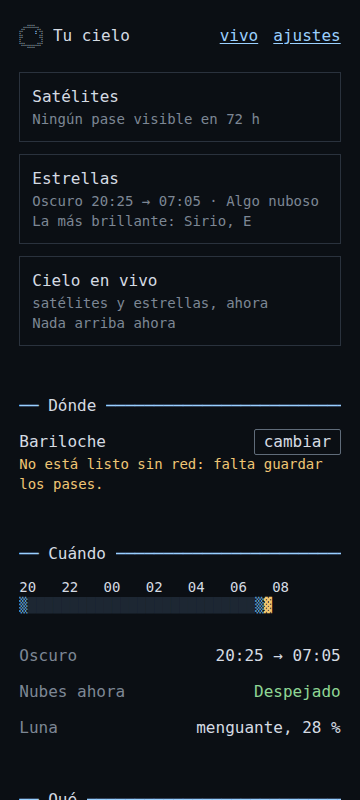 Tu cielo vivo ajustes
Satélites
Ningún pase visible en 72 h
Estrellas
Oscuro 20:25 → 07:05 · Algo nuboso
La más brillante: Sirio, E
Cielo en vivo
satélites y estrellas, ahora
Nada arriba ahora
Dónde
Bariloche cambiar
No está listo sin red: falta guardar
los pases.
Cuándo
20 22 00 02 04 06 08
Oscuro 20:25 → 07:05
Nubes ahora Despejado
Luna menguante, 28 %
Qué